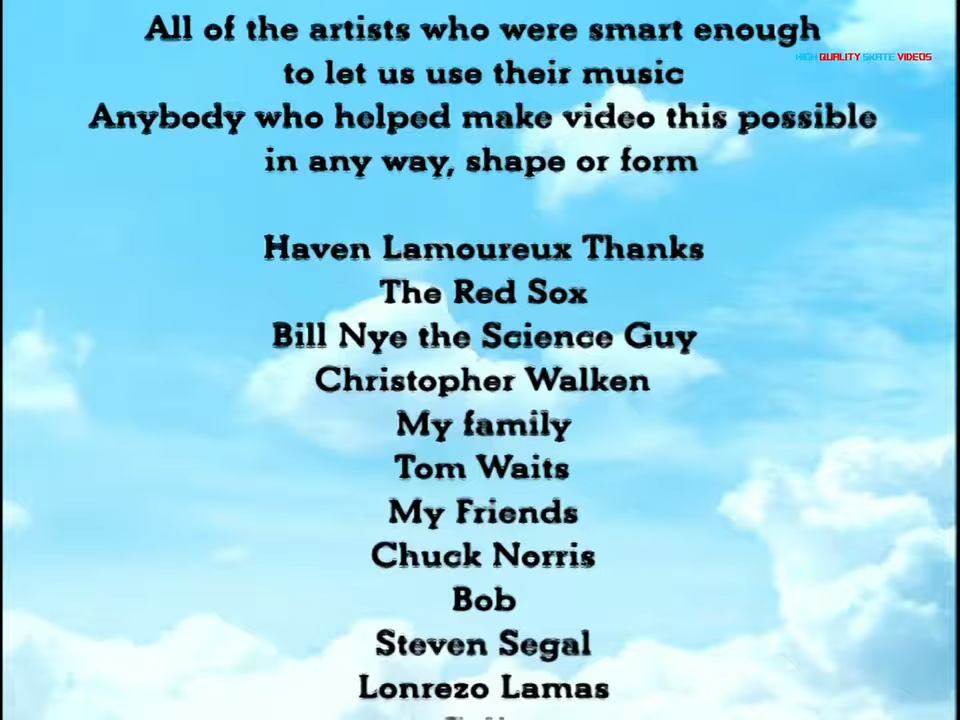 All of the artists who were smart enough
HIGH QUALITY SKATE VIDEOS
to let us use their music
Anybody who helped make video this possible
in any way, shape or form
Haven Lamoureux Thanks
The Red Sox
Bill Nye the Science Guy
Christopher Walken
My family
Tom Waits
My Friends
Chuck Norris
Bob
Steven Segal
Lonrezo Lamas